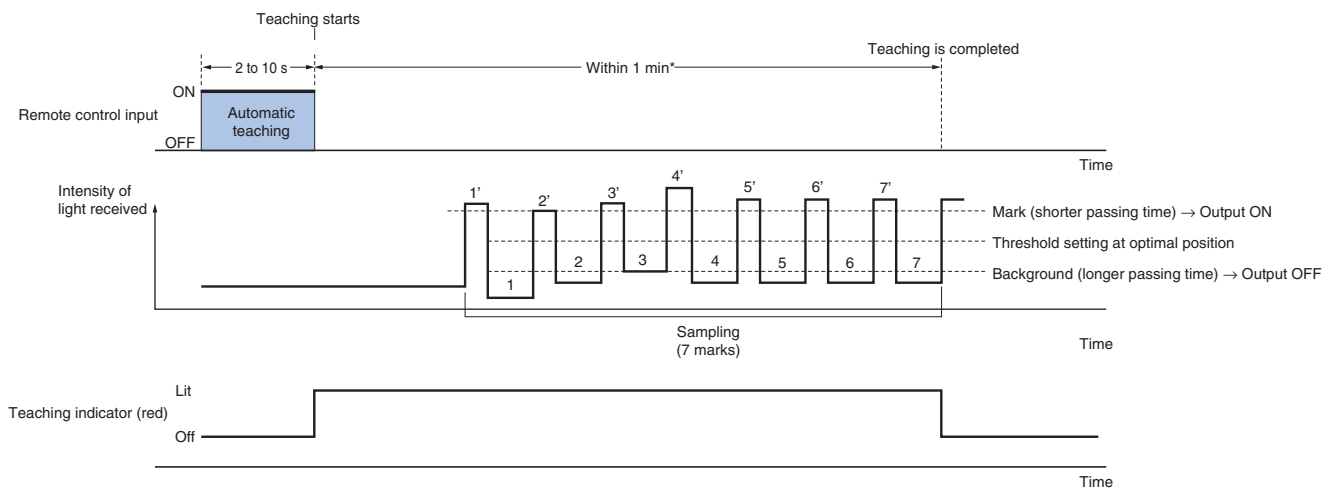 Teaching starts
Teaching is completed
2 to 10 s
Within 1 min*
Remote control input
ON
OFF
Automatic
teaching
Time
Intensity of
light received
1'
2'
3'
4'
5'
6'
7'
1
2
3
4
5
6
7
Mark (shorter passing time) → Output ON
Threshold setting at optimal position
Background (longer passing time) → Output OFF
Sampling
(7 marks)
Time
Teaching indicator (red)
Lit
Off
Time